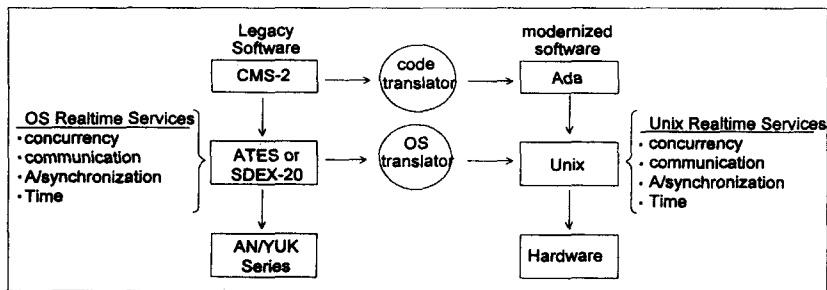 Legacy
Software
modernized
software
CMS-2
code
translator
Ada
OS Realtime Services
• concurrency
• communication
• A/synchronization
• Time
ATES or
SDEX-20
OS
translator
Unix
Unix Realtime Services
• concurrency
• communication
• A/synchronization
• Time
AN/YUK
Series
Hardware